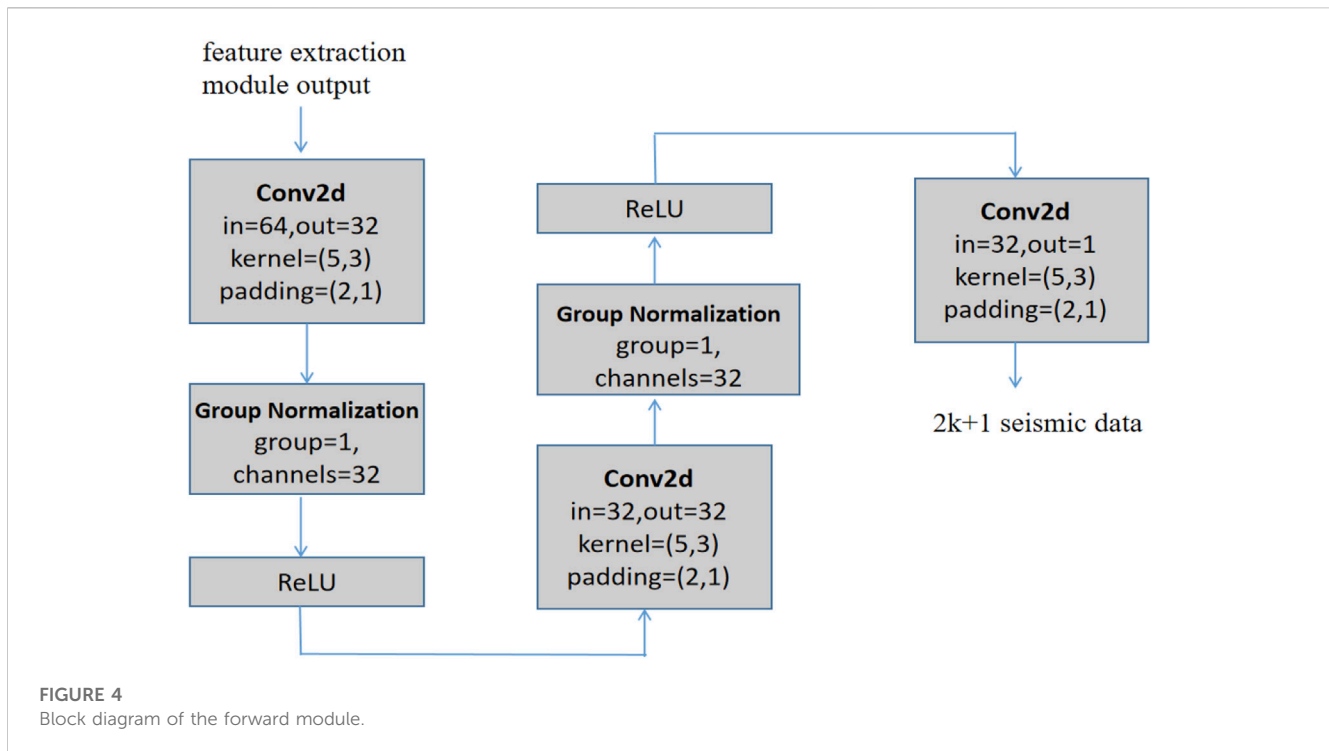 feature extraction
module output
Conv2d
in=64,out=32
kernel=(5,3)
padding=(2,1)
Group Normalization
group=1,
channels=32
ReLU
Conv2d
in=32,out=32
kernel=(5,3)
padding=(2,1)
Group Normalization
group=1,
channels=32
ReLU
Conv2d
in=32,out=1
kernel=(5,3)
padding=(2,1)
2k+1 seismic data
FIGURE 4
Block diagram of the forward module.